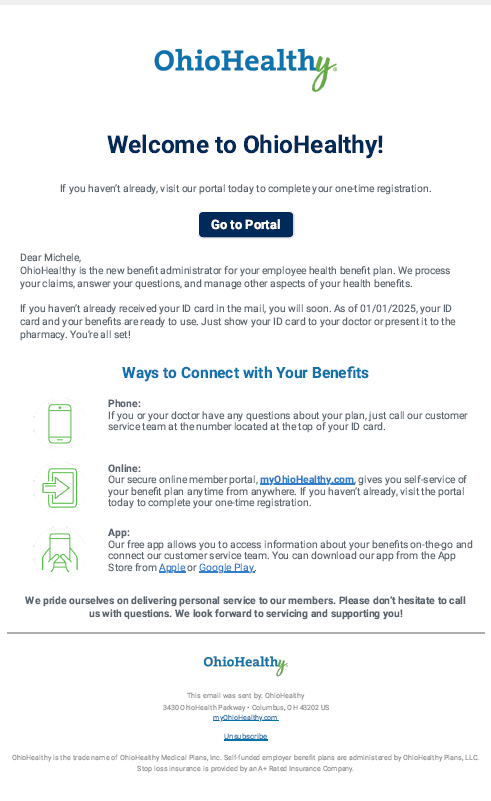 OhioHealthy
Welcome to OhioHealthy!
If you haven't already, visit our portal today to complete your one-time registration.
Go to Portal
Dear Michele,
OhioHealthy is the new benefit administrator for your employee health benefit plan. We process
your claims, answer your questions, and manage other aspects of your health benefits.
If you haven't already received your ID card in the mail, you will soon. As of 01/01/2025, your ID
card and your benefits are ready to use. Just show your ID card to your doctor or present it to the
pharmacy. You're all set!
Ways to Connect with Your Benefits
Phone:
If you or your doctor have any questions about your plan, just call our customer
service team at the number located at the top of your ID card.
Online:
Our secure online member portal, myOhioHealthy.com, gives you self-service of
your benefit plan anytime from anywhere. If you haven't already, visit the portal
today to complete your one-time registration.
App:
Our free app allows you to access information about your benefits on-the-go and
connect our customer service team. You can download our app from the App
Store from Apple or Google Play.
We pride ourselves on delivering personal service to our members. Please don't hesitate to call
us with questions. We look forward to servicing and supporting you!
OhioHealthy
This email was sent by: OhioHealthy
3430 OhioHealth Parkway • Columbus, OH 43202 US
myOhioHealthy.com
Unsubscribe
OhioHealthy is the trade name of OhioHealthy Medical Plans, Inc. Self-funded employer benefit plans are administered by OhioHealthy Plans, LLC.
Stop loss insurance is provided by an A+ Rated Insurance Company.